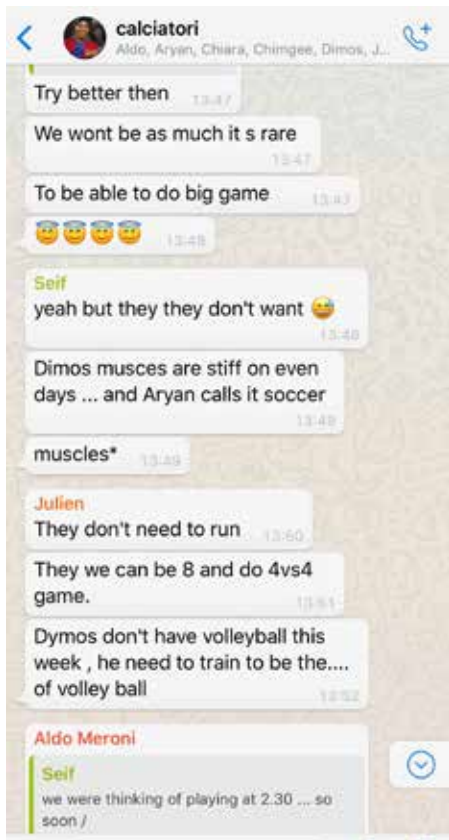 calciatori
Aldo, Aryan, Chiara, Chimgee, Dimos, J...
Try better then 13:47
We wont be as much it s rare
13:47
To be able to do big game 13:47
😇😇😇😇 13:48
Seif
yeah but they they don't want 😅
13:48
Dimos musces are stiff on even
days ... and Aryan calls it soccer
13:49
muscles* 13:49
Julien
They don't need to run 13:50
They we can be 8 and do 4vs4
game. 13:51
Dymos don't have volleyball this
week , he need to train to be the....
of volley ball 13:52
Aldo Meroni
Seif
we were thinking of playing at 2.30 ... so
soon /